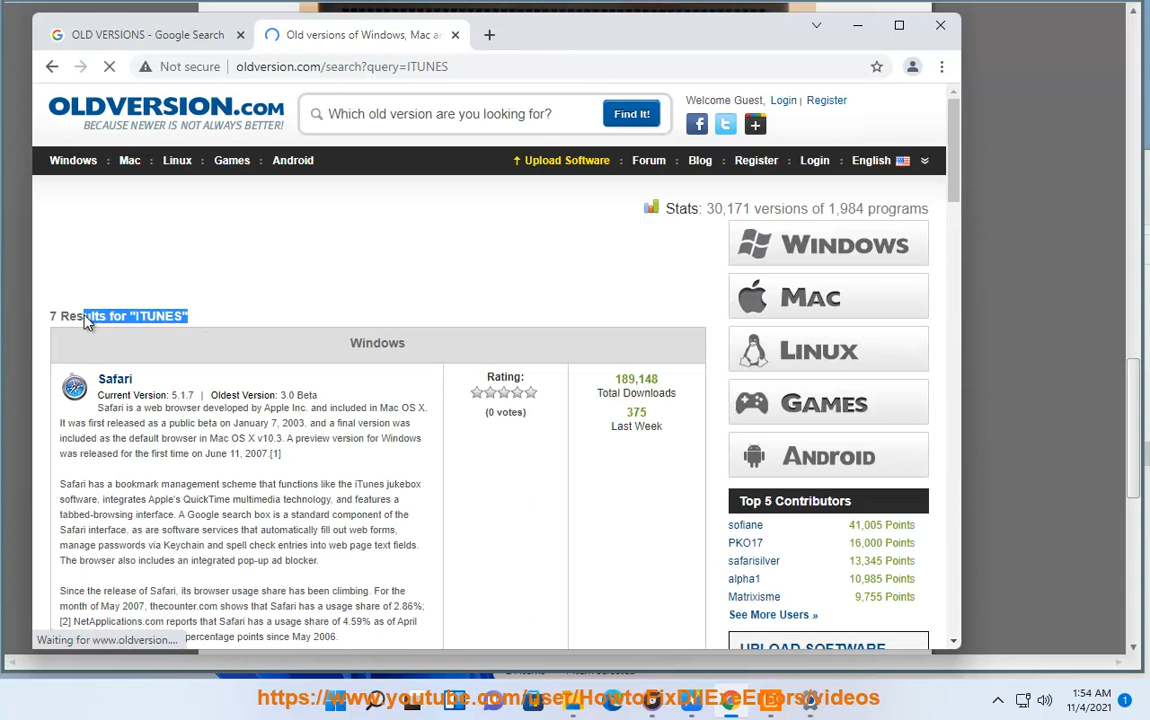 OLD VERSIONS - Google Search
Old versions of Windows, Mac an
Not secure | oldversion.com/search?query=ITUNES
OLDVERSION.COM
BECAUSE NEWER IS NOT ALWAYS BETTER!
Which old version are you looking for?
Find It!
Welcome Guest, Login | Register
Windows : Mac : Linux : Games : Android
↑ Upload Software : Forum : Blog : Register : Login : English
Stats: 30,171 versions of 1,984 programs
WINDOWS
MAC
LINUX
GAMES
ANDROID
7 Results for "ITUNES"
Windows
Safari
Current Version: 5.1.7 | Oldest Version: 3.0 Beta
Safari is a web browser developed by Apple Inc. and included in Mac OS X.
It was first released as a public beta on January 7, 2003, and a final version was
included as the default browser in Mac OS X v10.3. A preview version for Windows
was released for the first time on June 11, 2007.[1]
Safari has a bookmark management scheme that functions like the iTunes jukebox
software, integrates Apple's QuickTime multimedia technology, and features a
tabbed-browsing interface. A Google search box is a standard component of the
Safari interface, as are software services that automatically fill out web forms,
manage passwords via Keychain and spell check entries into web page text fields.
The browser also includes an integrated pop-up ad blocker.
Since the release of Safari, its browser usage share has been climbing. For the
month of May 2007, thecounter.com shows that Safari has a usage share of 2.86%;
[2] NetApplications.com reports that Safari has a usage share of 4.59% as of April
percentage points since May 2006.
Rating:
(0 votes)
189,148
Total Downloads
375
Last Week
Top 5 Contributors
sofiane 41,005 Points
PKO17 16,000 Points
safarisilver 13,345 Points
alpha1 10,985 Points
Matrixisme 9,755 Points
See More Users »
UPLOAD SOFTWARE
Waiting for www.oldversion....
https://www.youtube.com/user/HowtoFixDllExeErrors/videos
1:54 AM
11/4/2021
1